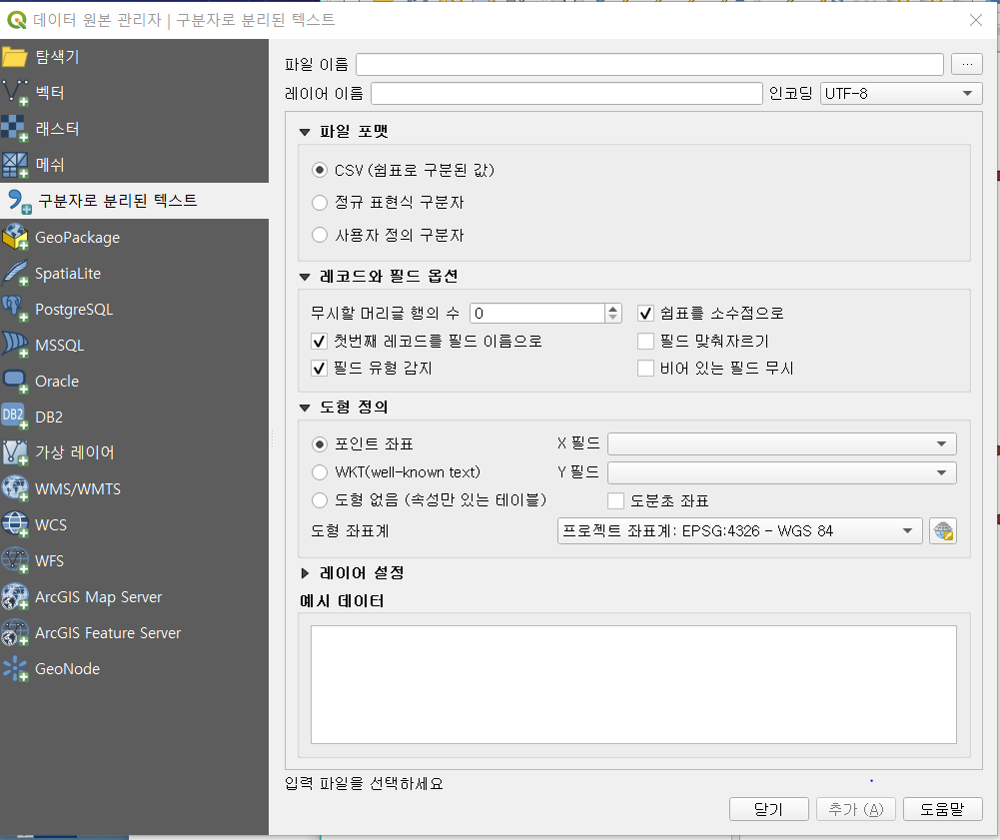 데이터 원본 관리자 | 구분자로 분리된 텍스트
탐색기
벡터
래스터
메쉬
구분자로 분리된 텍스트
GeoPackage
SpatiaLite
PostgreSQL
MSSQL
Oracle
DB2
DB2
가상 레이어
WMS/WMTS
WCS
WFS
ArcGIS Map Server
ArcGIS Feature Server
GeoNode
파일 이름 ...
레이어 이름 인코딩 UTF-8
파일 포맷
CSV (쉼표로 구분된 값)
정규 표현식 구분자
사용자 정의 구분자
레코드와 필드 옵션
무시할 머리글 행의 수 0 쉼표를 소수점으로
첫번째 레코드를 필드 이름으로 필드 맞춰자르기
필드 유형 감지 비어 있는 필드 무시
도형 정의
포인트 좌표 X 필드
WKT(well-known text) Y 필드
도형 없음 (속성만 있는 테이블) 도분초 좌표
도형 좌표계 프로젝트 좌표계: EPSG:4326 - WGS 84
레이어 설정
예시 데이터
입력 파일을 선택하세요
닫기 추가 (A) 도움말